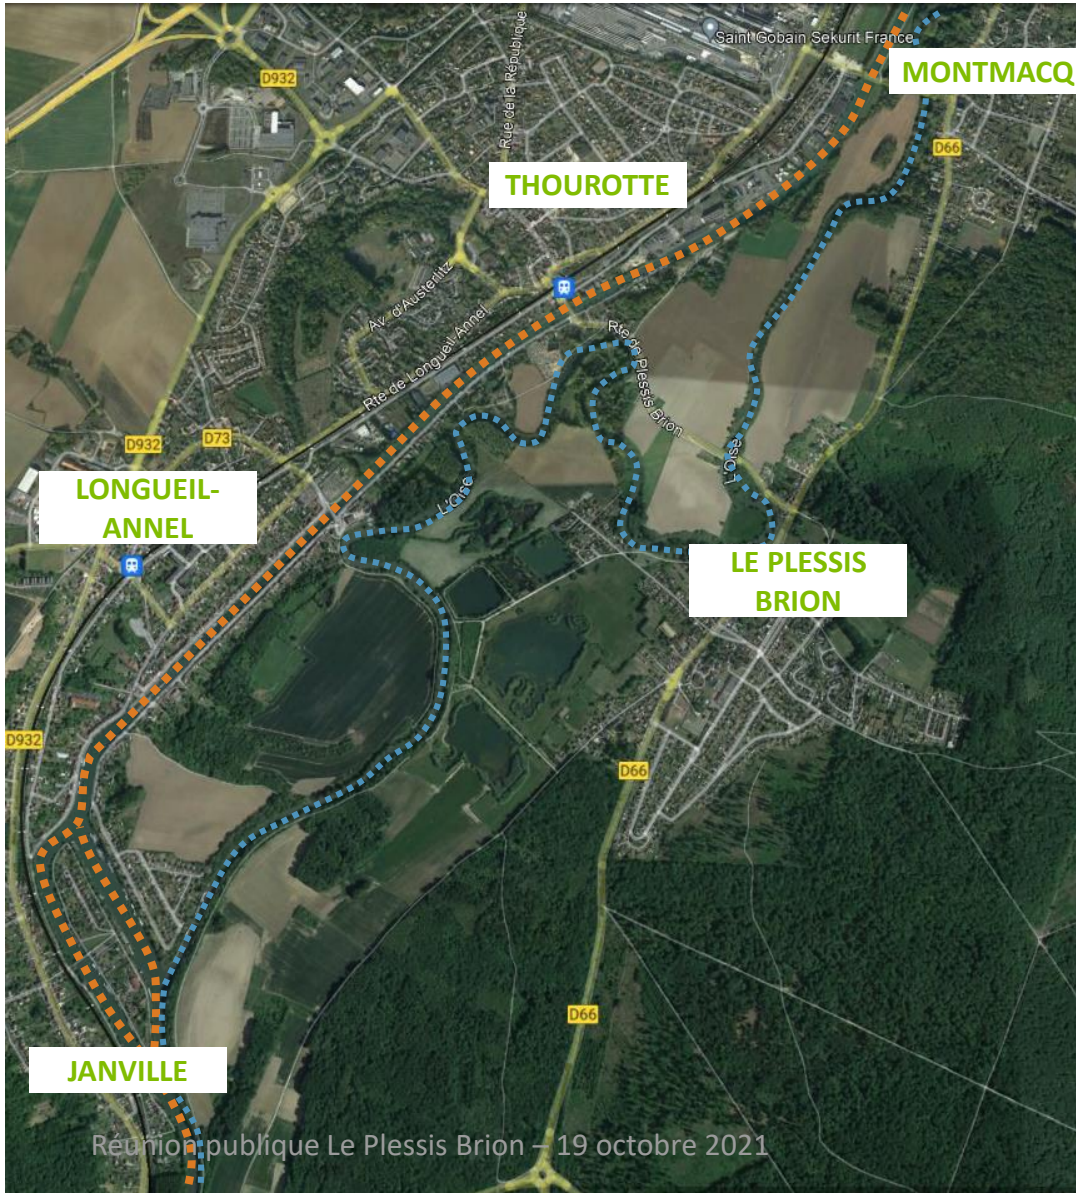 Saint Gobain Sekurit France
MONTMACQ
D932
Rue de la République
D66
THOUROTTE
Av. d'Austerlitz
Rte de Longueil Annel
Rte de Plessis Brion
D932
D73
L'Oise
L'Oise
LONGUEIL-
ANNEL
LE PLESSIS
BRION
D932
D66
D66
JANVILLE
Réunion publique Le Plessis Brion – 19 octobre 2021